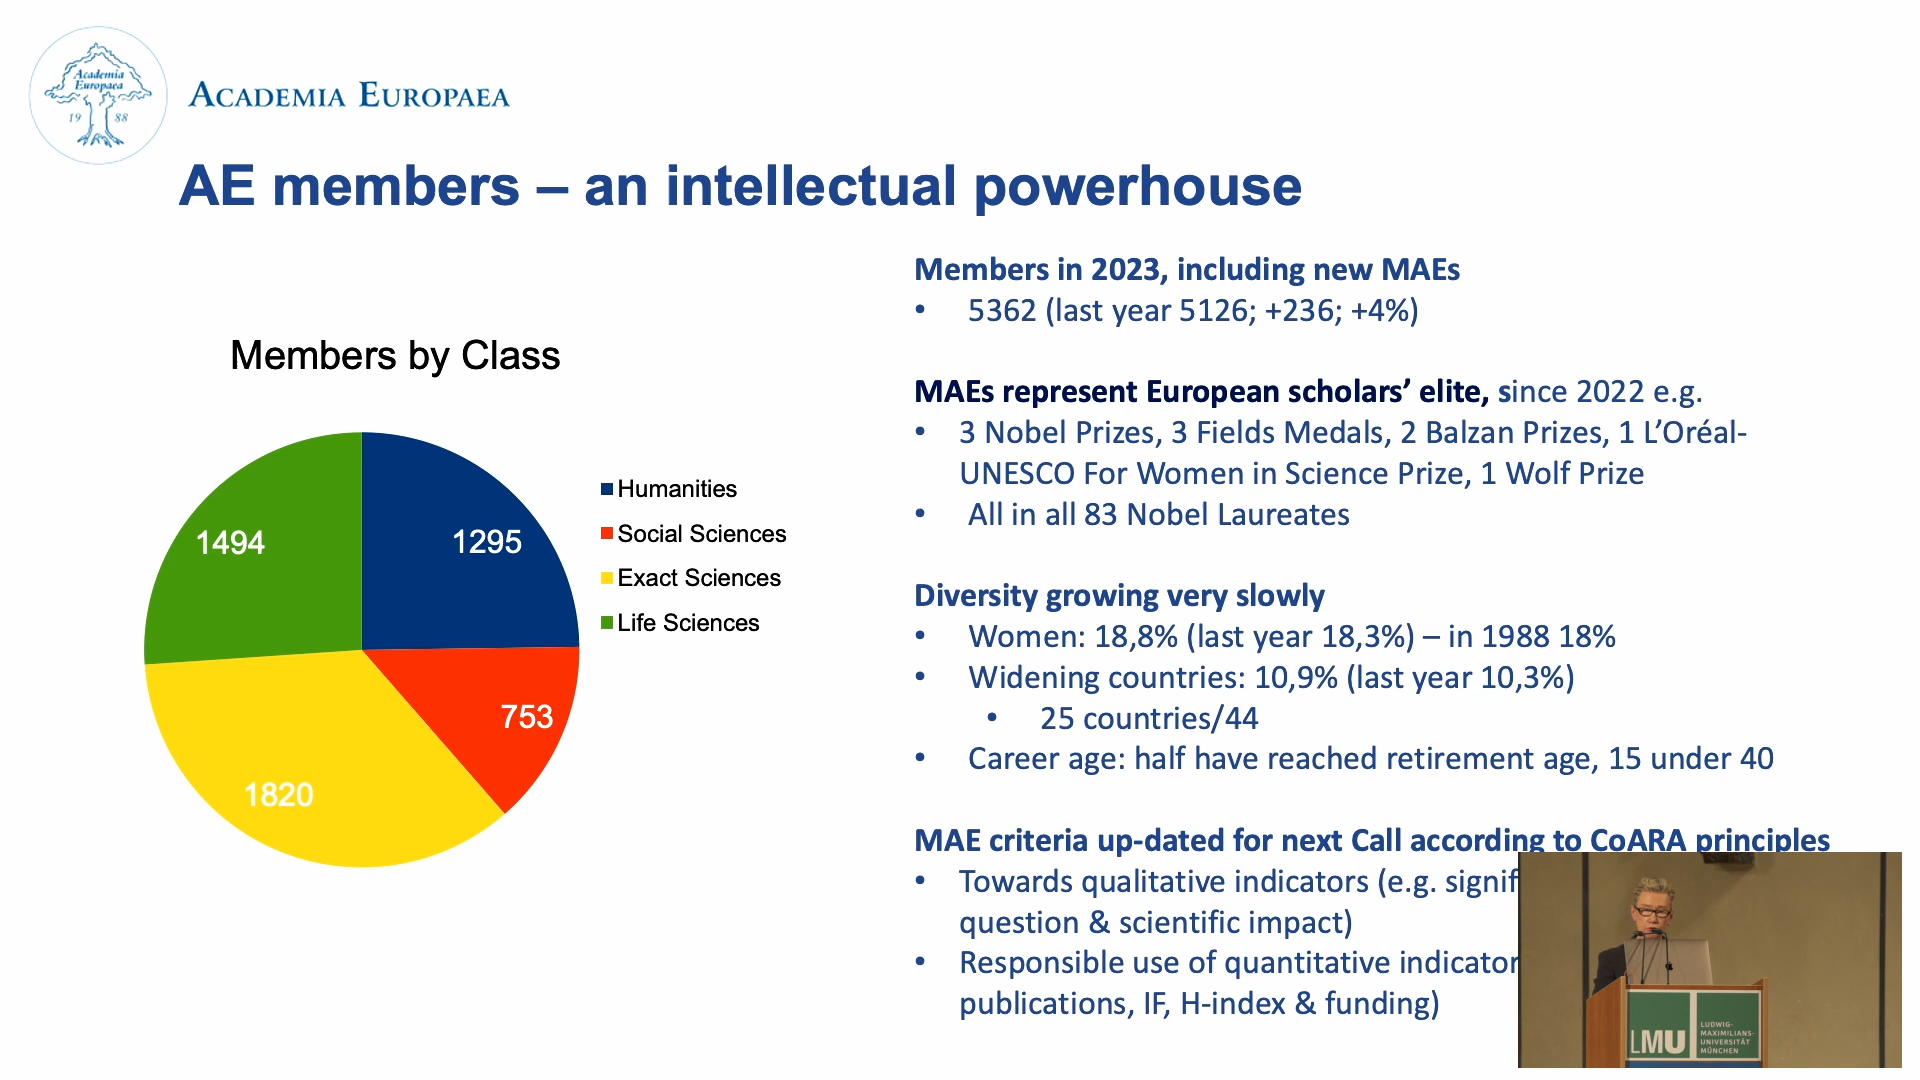 Academia
Europaea
19 88
ACADEMIA EUROPAEA
AE members – an intellectual powerhouse
Members by Class
1494
1295
753
1820
Humanities
Social Sciences
Exact Sciences
Life Sciences
Members in 2023, including new MAEs
• 5362 (last year 5126; +236; +4%)
MAEs represent European scholars’ elite, since 2022 e.g.
• 3 Nobel Prizes, 3 Fields Medals, 2 Balzan Prizes, 1 L’Oréal-
UNESCO For Women in Science Prize, 1 Wolf Prize
• All in all 83 Nobel Laureates
Diversity growing very slowly
• Women: 18,8% (last year 18,3%) – in 1988 18%
• Widening countries: 10,9% (last year 10,3%)
• 25 countries/44
• Career age: half have reached retirement age, 15 under 40
MAE criteria up-dated for next Call according to CoARA principles
• Towards qualitative indicators (e.g.
question & scientific impact)
• Responsible use of quantitative
publications, IF, H-index & funding)
LMU
LUDWIG-
MAXIMILIANS-
UNIVERSITÄT
MÜNCHEN